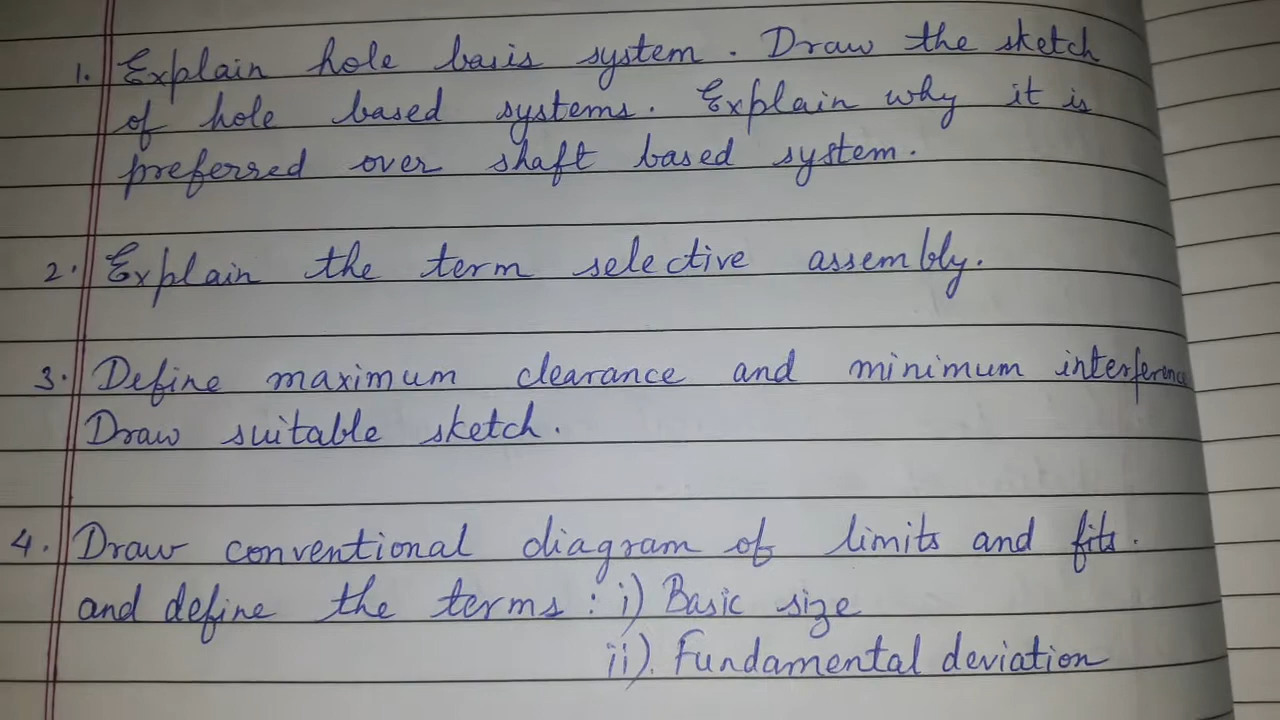 1. Explain hole basis system. Draw the sketch
of hole based systems. Explain why it is
preferred over shaft based system.
2. Explain the term selective assembly.
3. Define maximum clearance and minimum interference
Draw suitable sketch.
4. Draw conventional diagram of limits and fits.
and define the terms: i) Basic size
ii). Fundamental deviation